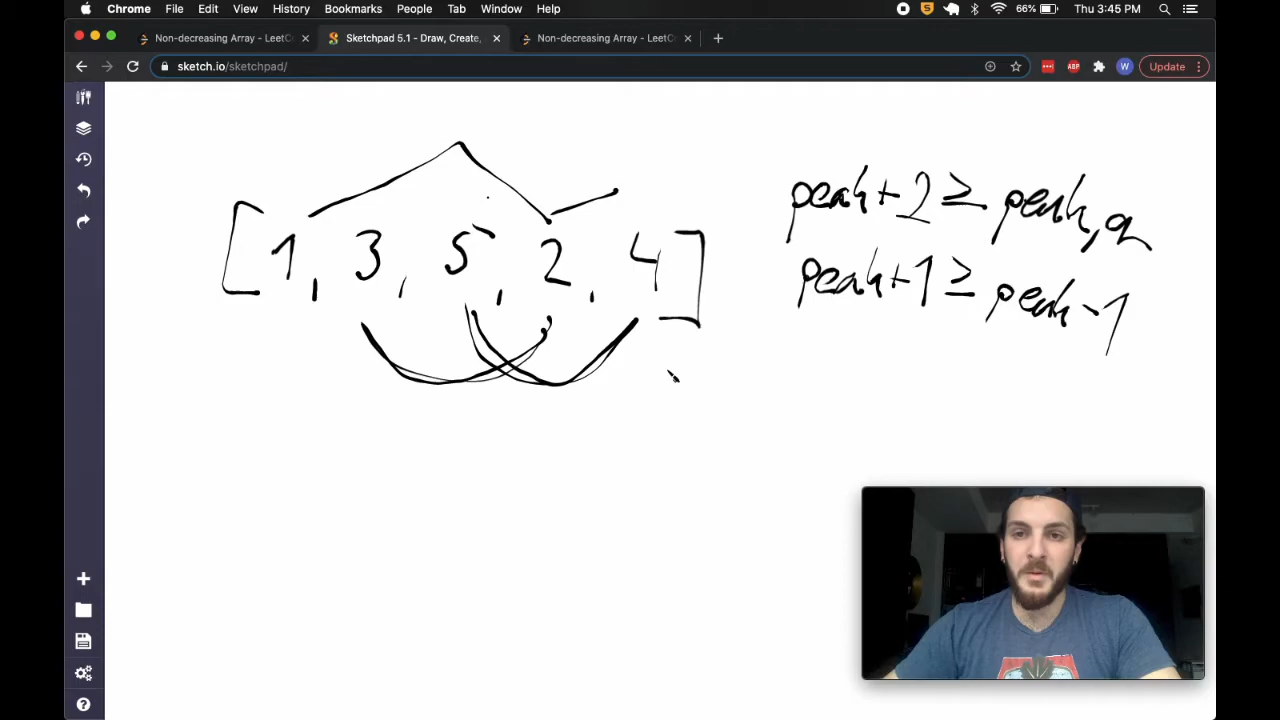 Chrome File Edit View History Bookmarks People Tab Window Help
66% Thu 3:45 PM
Non-decreasing Array - LeetC
Sketchpad 5.1 - Draw, Create,
Non-decreasing Array - LeetC
sketch.io/sketchpad/
ABP
W
Update
[1, 3, 5, 2, 4]
peak+2 ≥ peak, a
peak+1 ≥ peak-1